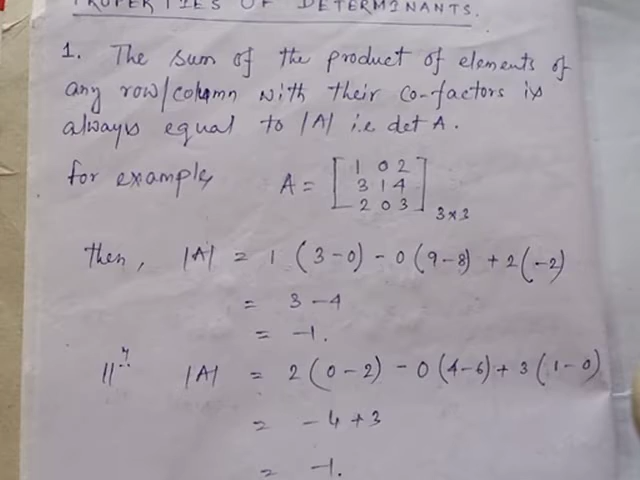 PROPERTIES OF DETERMINANTS.
1. The sum of the product of elements of
any row/column with their co-factors is
always equal to |A| i.e det A.
for example, A = [1 0 2
3 1 4
2 0 3] 3x3
then, |A| = 1 (3-0) - 0 (9-8) + 2(-2)
= 3-4
= -1.
||ly |A| = 2 (0-2) - 0 (4-6) + 3 (1-0)
= -4+3
= -1.